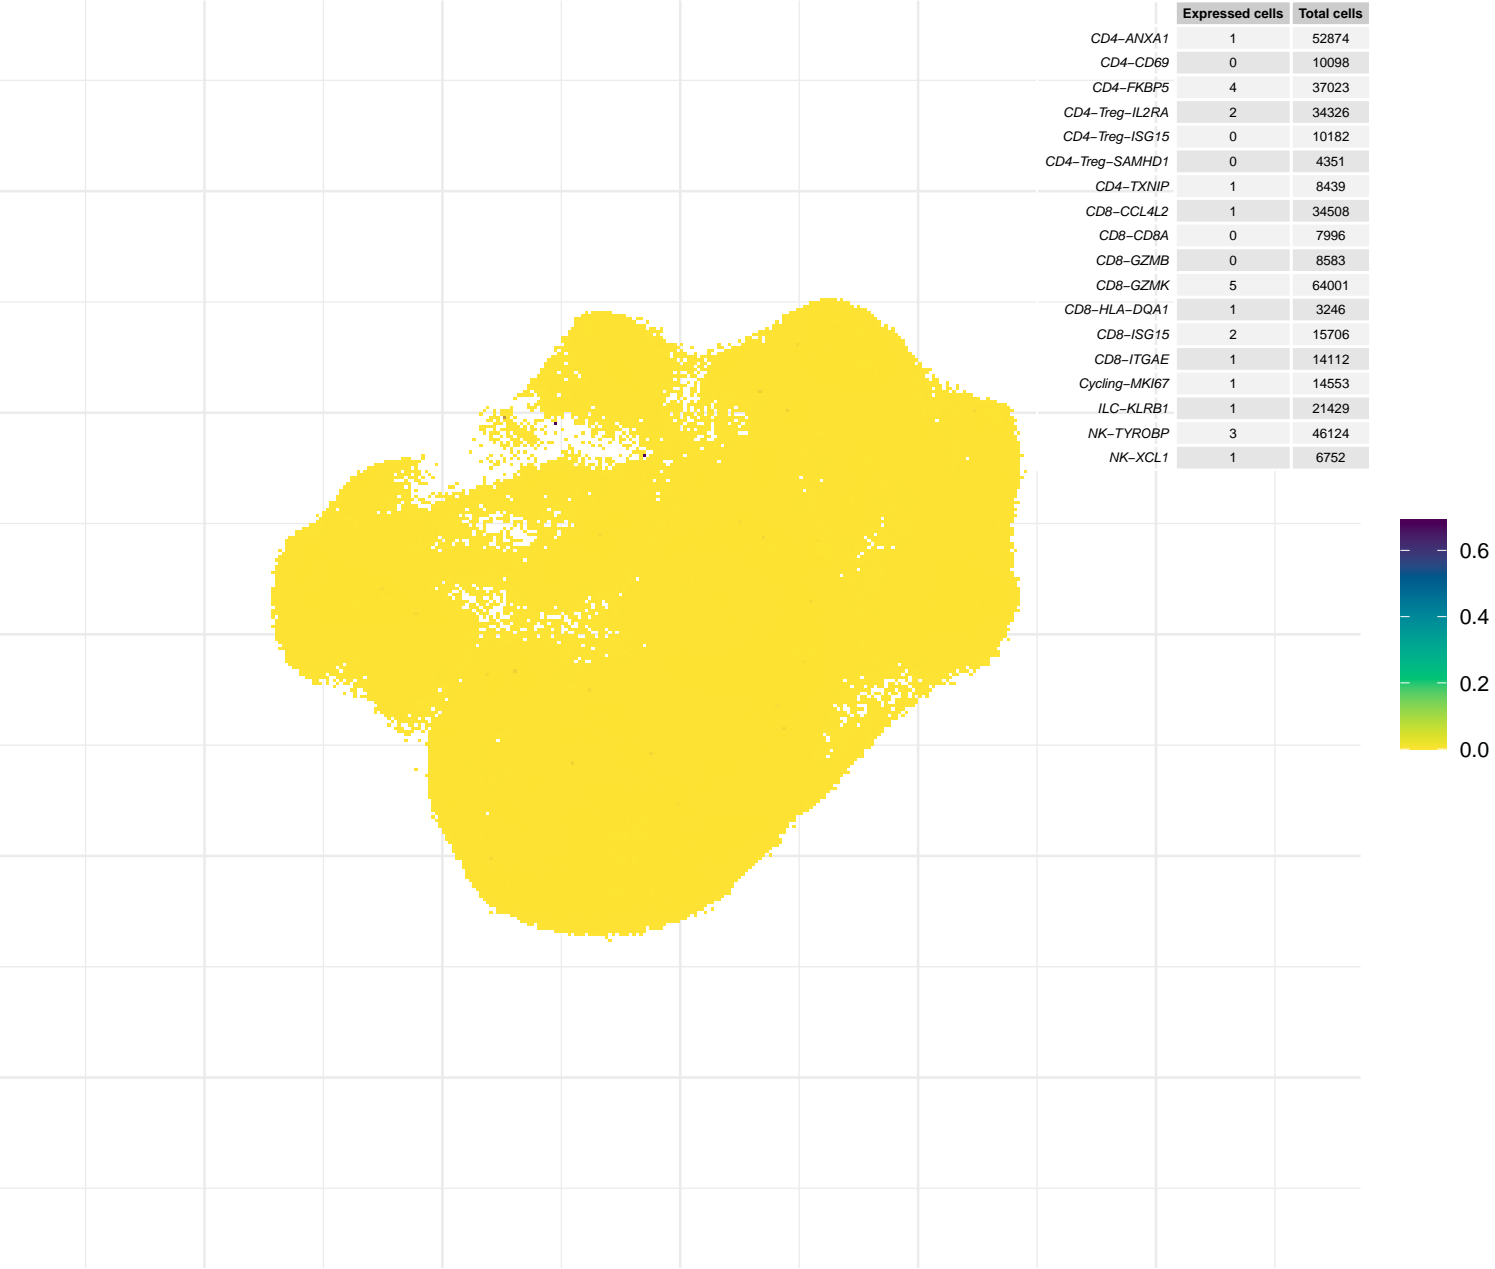 Expressed cells Total cells
CD4−ANXA1 1 52874
CD4−CD69 0 10098
CD4−FKBP5 4 37023
CD4−Treg−IL2RA 2 34326
CD4−Treg−ISG15 0 10182
CD4−Treg−SAMHD1 0 4351
CD4−TXNIP 1 8439
CD8−CCL4L2 1 34508
CD8−CD8A 0 7996
CD8−GZMB 0 8583
CD8−GZMK 5 64001
CD8−HLA−DQA1 1 3246
CD8−ISG15 2 15706
CD8−ITGAE 1 14112
Cycling−MKI67 1 14553
ILC−KLRB1 1 21429
NK−TYROBP 3 46124
NK−XCL1 1 6752
0.6
0.4
0.2
0.0